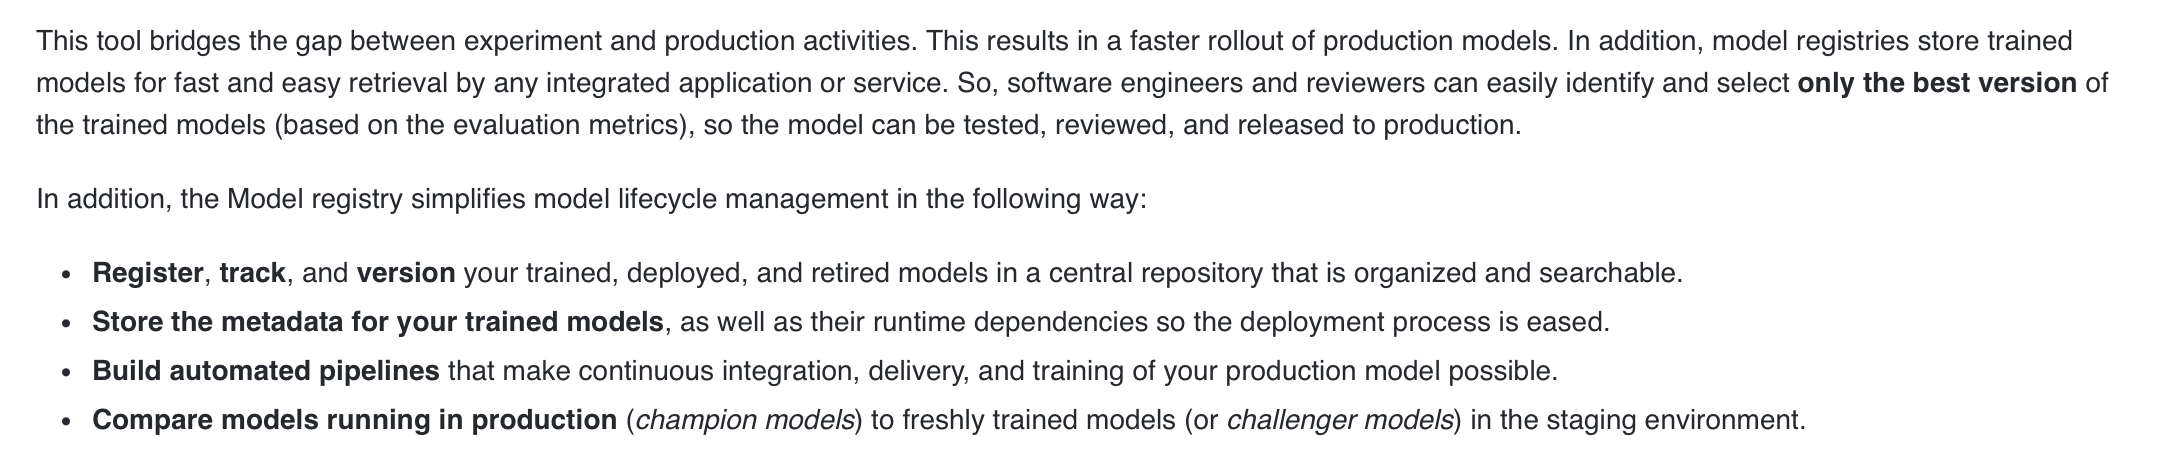 This tool bridges the gap between experiment and production activities. This results in a faster rollout of production models. In addition, model registries store trained
models for fast and easy retrieval by any integrated application or service. So, software engineers and reviewers can easily identify and select only the best version of
the trained models (based on the evaluation metrics), so the model can be tested, reviewed, and released to production.
In addition, the Model registry simplifies model lifecycle management in the following way:
• Register, track, and version your trained, deployed, and retired models in a central repository that is organized and searchable.
• Store the metadata for your trained models, as well as their runtime dependencies so the deployment process is eased.
• Build automated pipelines that make continuous integration, delivery, and training of your production model possible.
• Compare models running in production (champion models) to freshly trained models (or challenger models) in the staging environment.